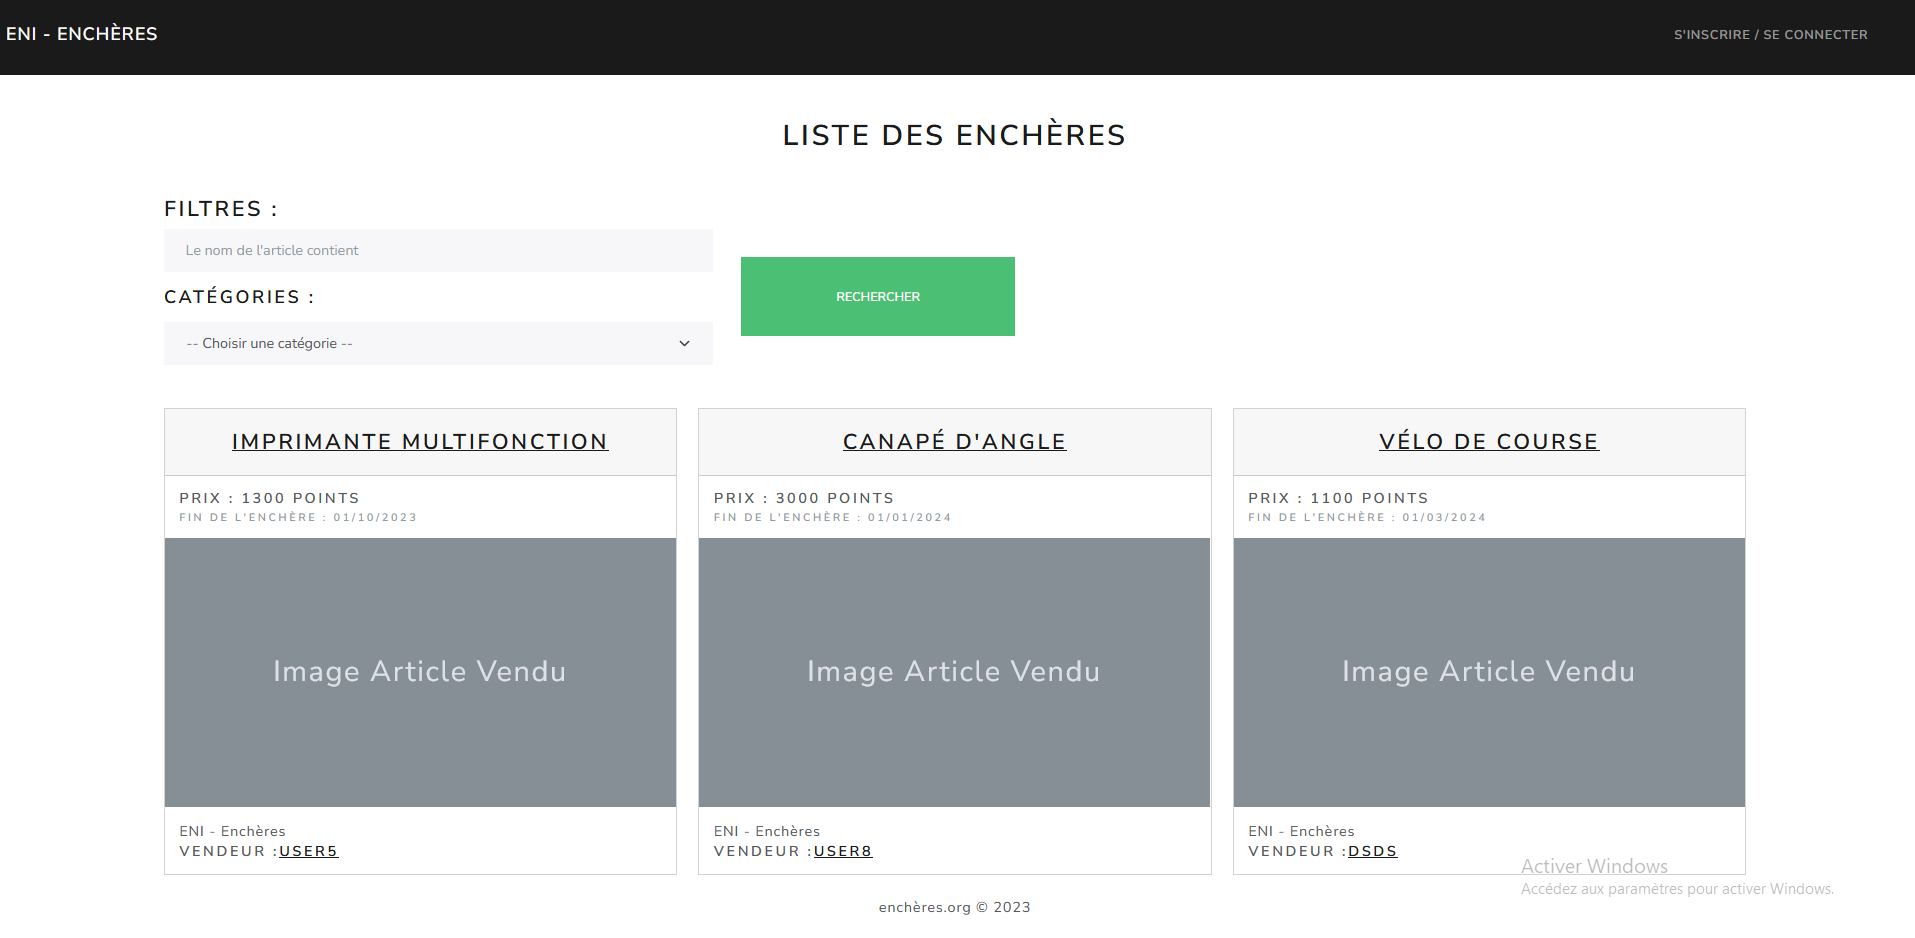 ENI - ENCHÈRES
S'INSCRIRE / SE CONNECTER
LISTE DES ENCHÈRES
FILTRES :
Le nom de l'article contient
CATÉGORIES :
-- Choisir une catégorie --
RECHERCHER
IMPRIMANTE MULTIFONCTION
PRIX : 1300 POINTS
FIN DE L'ENCHÈRE : 01/10/2023
Image Article Vendu
ENI - Enchères
VENDEUR :USER5
CANAPÉ D'ANGLE
PRIX : 3000 POINTS
FIN DE L'ENCHÈRE : 01/01/2024
Image Article Vendu
ENI - Enchères
VENDEUR :USER8
VÉLO DE COURSE
PRIX : 1100 POINTS
FIN DE L'ENCHÈRE : 01/03/2024
Image Article Vendu
ENI - Enchères
VENDEUR :DSDS
Activer Windows
Accédez aux paramètres pour activer Windows.
enchères.org © 2023